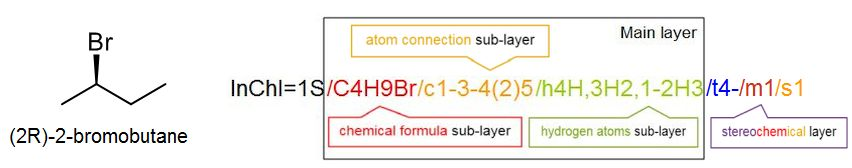 Br
(2R)-2-bromobutane
Main layer
atom connection sub-layer
InChI=1S/C4H9Br/c1-3-4(2)5/h4H,3H2,1-2H3/t4-/m1/s1
chemical formula sub-layer
hydrogen atoms sub-layer
stereochemical layer